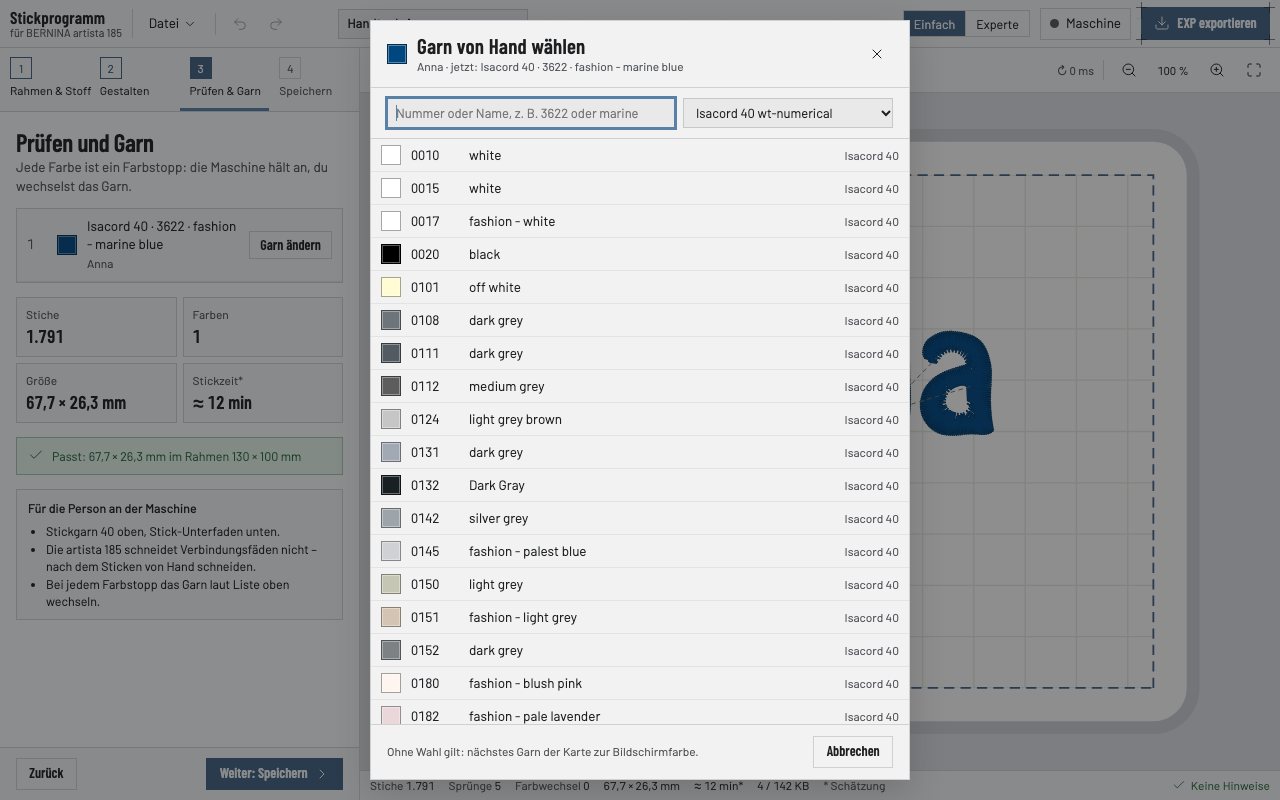 Stickprogramm
für BERNINA artista 185
Datei
Einfach
Experte
Maschine
EXP exportieren
1
2
3
4
Rahmen & Stoff
Gestalten
Prüfen & Garn
Speichern
0 ms
100 %
Prüfen und Garn
Jede Farbe ist ein Farbstopp: die Maschine hält an, du
wechselst das Garn.
1
Isacord 40 · 3622 · fashion
- marine blue
Anna
Garn ändern
Stiche
1.791
Farben
1
Größe
67,7 × 26,3 mm
Stickzeit*
≈ 12 min
Passt: 67,7 × 26,3 mm im Rahmen 130 × 100 mm
Für die Person an der Maschine
• Stickgarn 40 oben, Stick-Unterfaden unten.
• Die artista 185 schneidet Verbindungsfäden nicht –
nach dem Sticken von Hand schneiden.
• Bei jedem Farbstopp das Garn laut Liste oben
wechseln.
Zurück
Weiter: Speichern
Garn von Hand wählen
Anna · jetzt: Isacord 40 · 3622 · fashion - marine blue
Nummer oder Name, z. B. 3622 oder marine
Isacord 40 wt-numerical
0010 white Isacord 40
0015 white Isacord 40
0017 fashion - white Isacord 40
0020 black Isacord 40
0101 off white Isacord 40
0108 dark grey Isacord 40
0111 dark grey Isacord 40
0112 medium grey Isacord 40
0124 light grey brown Isacord 40
0131 dark grey Isacord 40
0132 Dark Gray Isacord 40
0142 silver grey Isacord 40
0145 fashion - palest blue Isacord 40
0150 light grey Isacord 40
0151 fashion - light grey Isacord 40
0152 dark grey Isacord 40
0180 fashion - blush pink Isacord 40
0182 fashion - pale lavender Isacord 40
Ohne Wahl gilt: nächstes Garn der Karte zur Bildschirmfarbe.
Abbrechen
a
Stiche 1.791 Sprünge 5 Farbwechsel 0 67,7 × 26,3 mm ≈ 12 min* 4 / 142 KB * Schätzung
Keine Hinweise